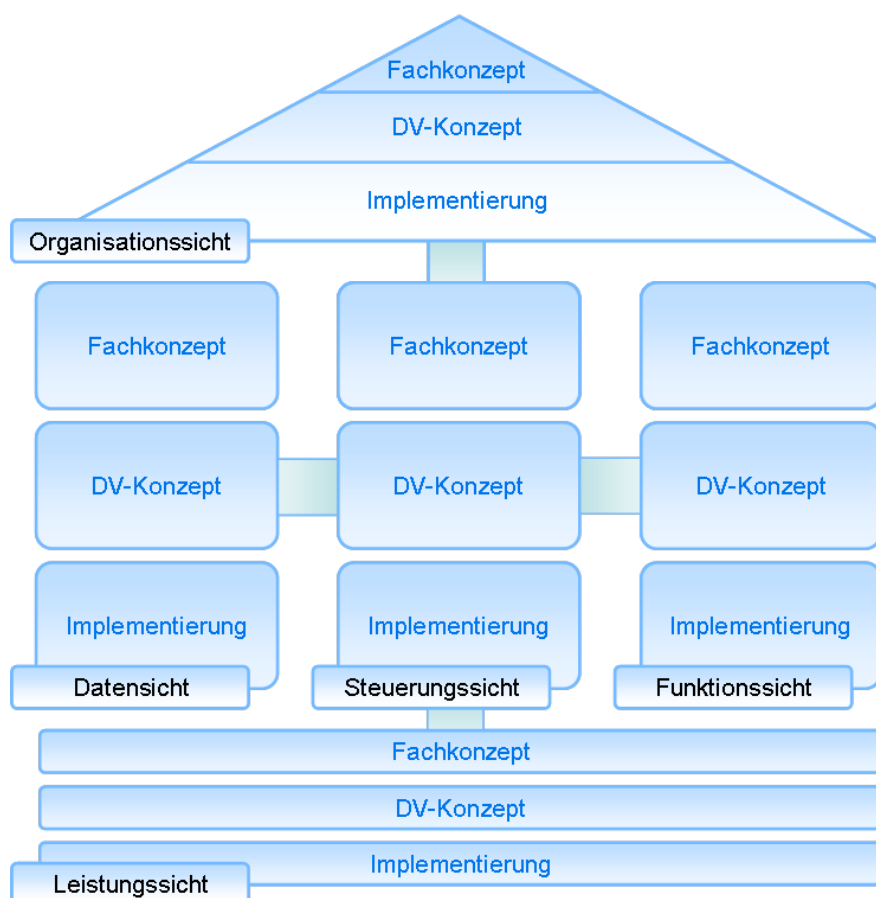 Fachkonzept
DV-Konzept
Implementierung
Organisationssicht
Fachkonzept
Fachkonzept
Fachkonzept
DV-Konzept
DV-Konzept
DV-Konzept
Implementierung
Implementierung
Implementierung
Datensicht
Steuerungssicht
Funktionssicht
Fachkonzept
DV-Konzept
Implementierung
Leistungssicht